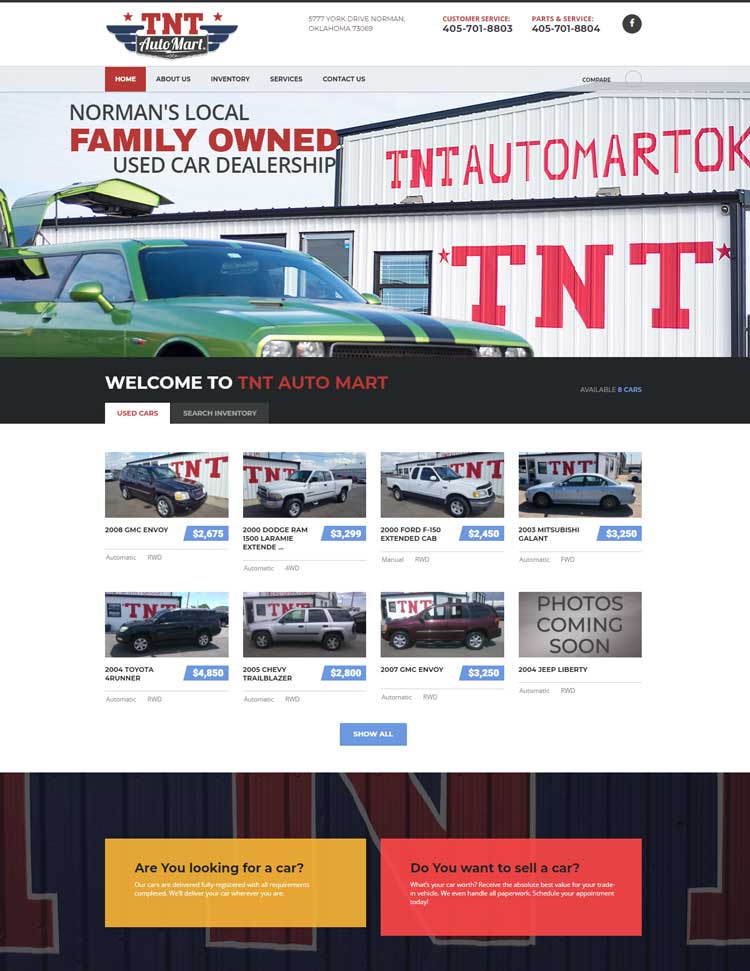 TNT
Auto Mart.
5777 YORK DRIVE NORMAN,
OKLAHOMA 73069
CUSTOMER SERVICE:
405-701-8803
PARTS & SERVICE:
405-701-8804
f
HOME
ABOUT US
INVENTORY
SERVICES
CONTACT US
COMPARE
NORMAN'S LOCAL
FAMILY OWNED
USED CAR DEALERSHIP
TNTAUTOMARTOK
TNT
WELCOME TO TNT AUTO MART
AVAILABLE 8 CARS
USED CARS
SEARCH INVENTORY
TNT
2008 GMC ENVOY
$2,675
Automatic RWD
INT
2000 DODGE RAM
1500 LARAMIE
EXTENDE ...
$3,299
Automatic 4WD
TNT
2000 FORD F-150
EXTENDED CAB
$2,450
Manual RWD
TNT
2003 MITSUBISHI
GALANT
$3,250
Automatic FWD
TNT
2004 TOYOTA
4RUNNER
$4,850
Automatic RWD
TNT
2005 CHEVY
TRAILBLAZER
$2,800
Automatic RWD
TNT
2007 GMC ENVOY
$3,250
Automatic RWD
PHOTOS
COMING
SOON
2004 JEEP LIBERTY
Automatic RWD
SHOW ALL
Are You looking for a car?
Our cars are delivered fully-registered with all requirements
completed. We'll deliver your car wherever you are.
Do You want to sell a car?
What's your car worth? Receive the absolute best value for your trade-
in vehicle. We even handle all paperwork. Schedule your appointment
today!